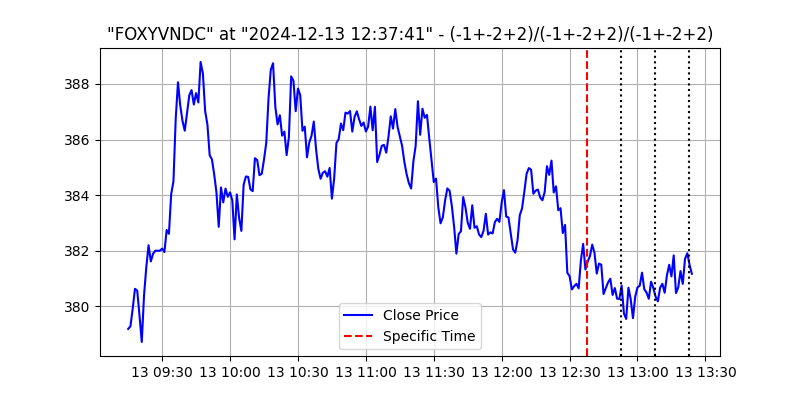 "FOXYVNDC" at "2024-12-13 12:37:41" - (-1+-2+2)/(-1+-2+2)/(-1+-2+2)
388
386
384
382
380
Close Price
Specific Time
13 09:30 13 10:00 13 10:30 13 11:00 13 11:30 13 12:00 13 12:30 13 13:00 13 13:30